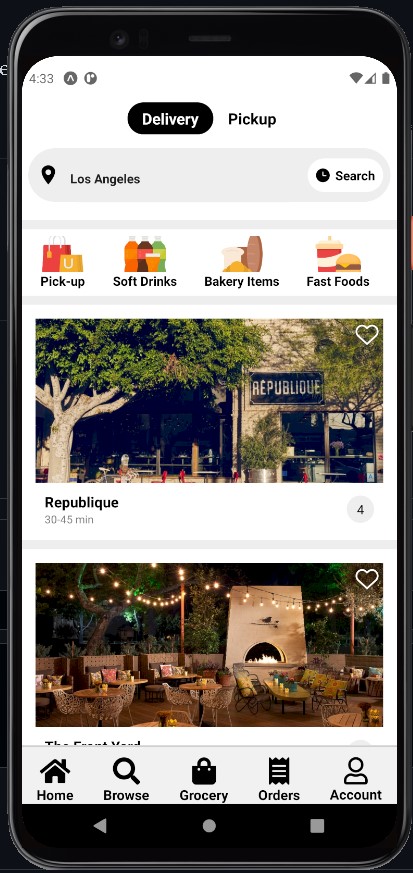 4:33
Delivery Pickup
Los Angeles Search
Pick-up Soft Drinks Bakery Items Fast Foods
RÉPUBLIQUE
Republique
30-45 min
4
The Front Yard
Home Browse Grocery Orders Account